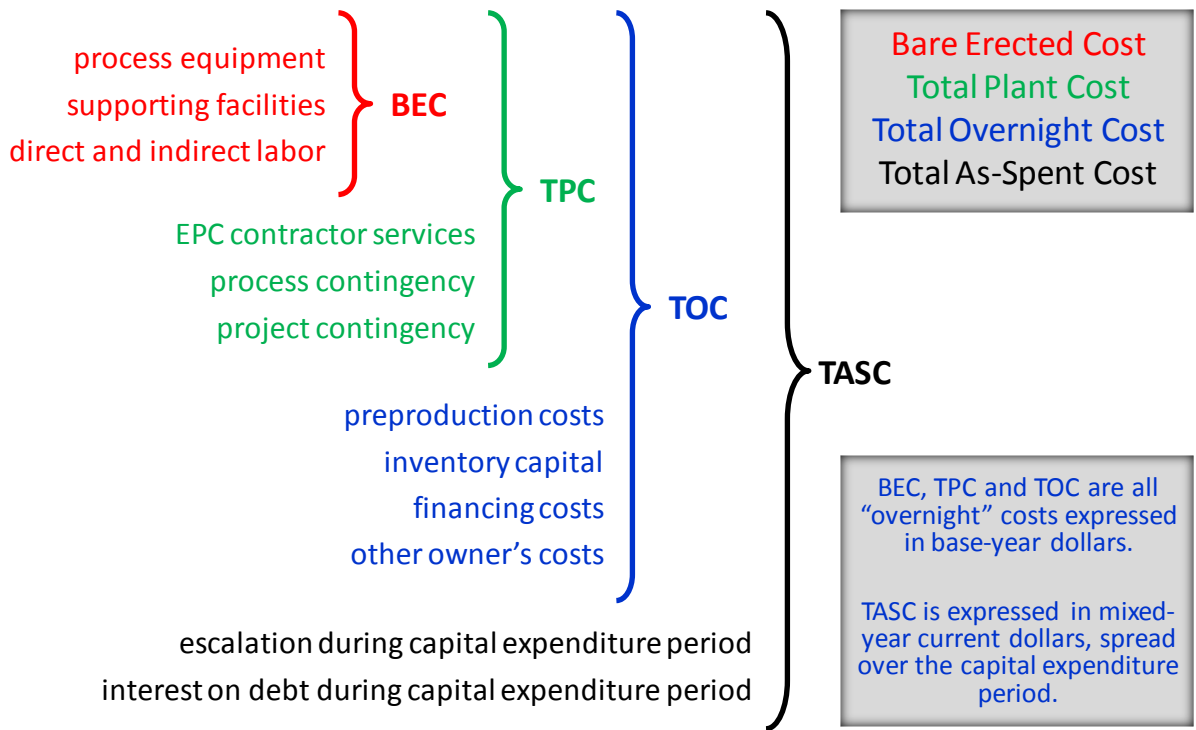 process equipment
supporting facilities
direct and indirect labor
BEC
EPC contractor services
process contingency
project contingency
TPC
preproduction costs
inventory capital
financing costs
other owner's costs
TOC
escalation during capital expenditure period
interest on debt during capital expenditure period
TASC
Bare Erected Cost
Total Plant Cost
Total Overnight Cost
Total As-Spent Cost
BEC, TPC and TOC are all
“overnight” costs expressed
in base-year dollars.
TASC is expressed in mixed-
year current dollars, spread
over the capital expenditure
period.